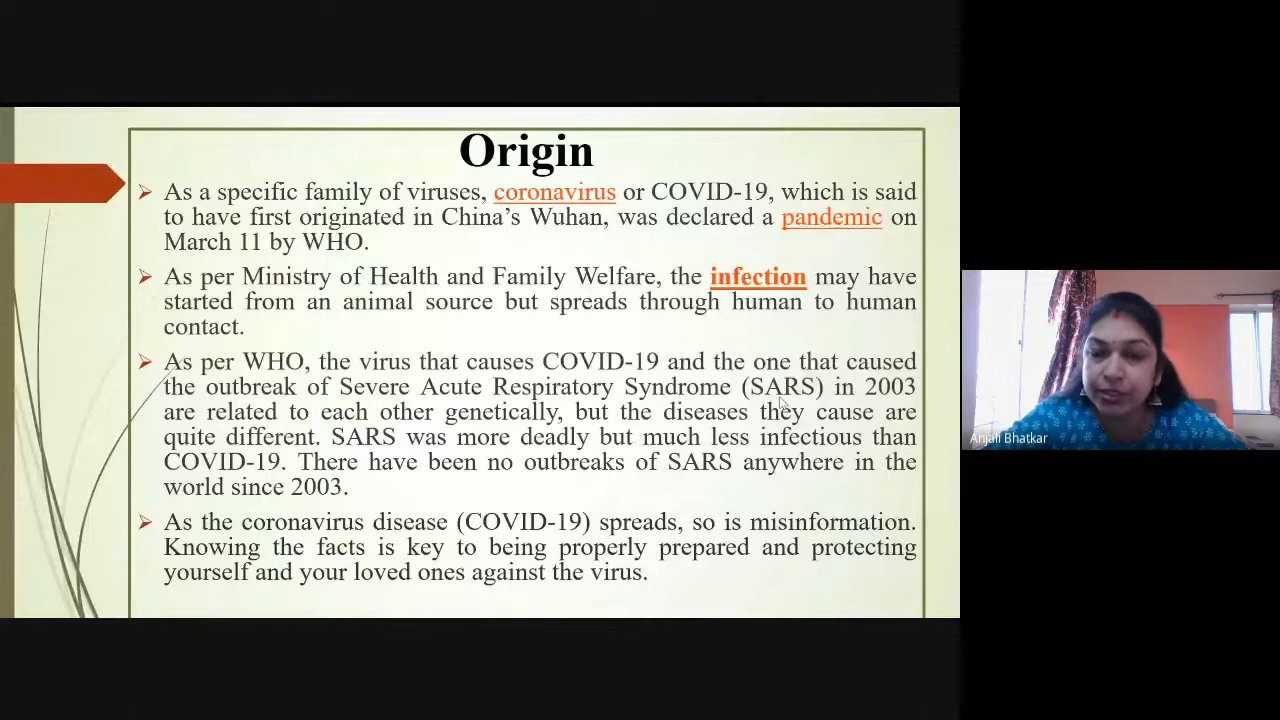 Origin
As a specific family of viruses, coronavirus or COVID-19, which is said
to have first originated in China’s Wuhan, was declared a pandemic on
March 11 by WHO.
As per Ministry of Health and Family Welfare, the infection may have
started from an animal source but spreads through human to human
contact.
As per WHO, the virus that causes COVID-19 and the one that caused
the outbreak of Severe Acute Respiratory Syndrome (SARS) in 2003
are related to each other genetically, but the diseases they cause are
quite different. SARS was more deadly but much less infectious than
COVID-19. There have been no outbreaks of SARS anywhere in the
world since 2003.
As the coronavirus disease (COVID-19) spreads, so is misinformation.
Knowing the facts is key to being properly prepared and protecting
yourself and your loved ones against the virus.
Anjali Bhatkar